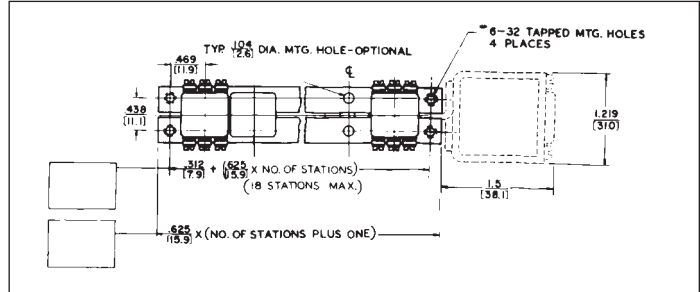 * 6-32 TAPPED MTG. HOLES
4 PLACES
TYP. .104 DIA. MTG. HOLE-OPTIONAL
[2.6]
.469
[11.9]
℄
.438
[11.1]
1.219
[31.0]
.312 + (.625 X NO. OF STATIONS)
[7.9] [15.9]
(18 STATIONS MAX.)
1.5
[38.1]
.625 X (NO. OF STATIONS PLUS ONE)
[15.9]